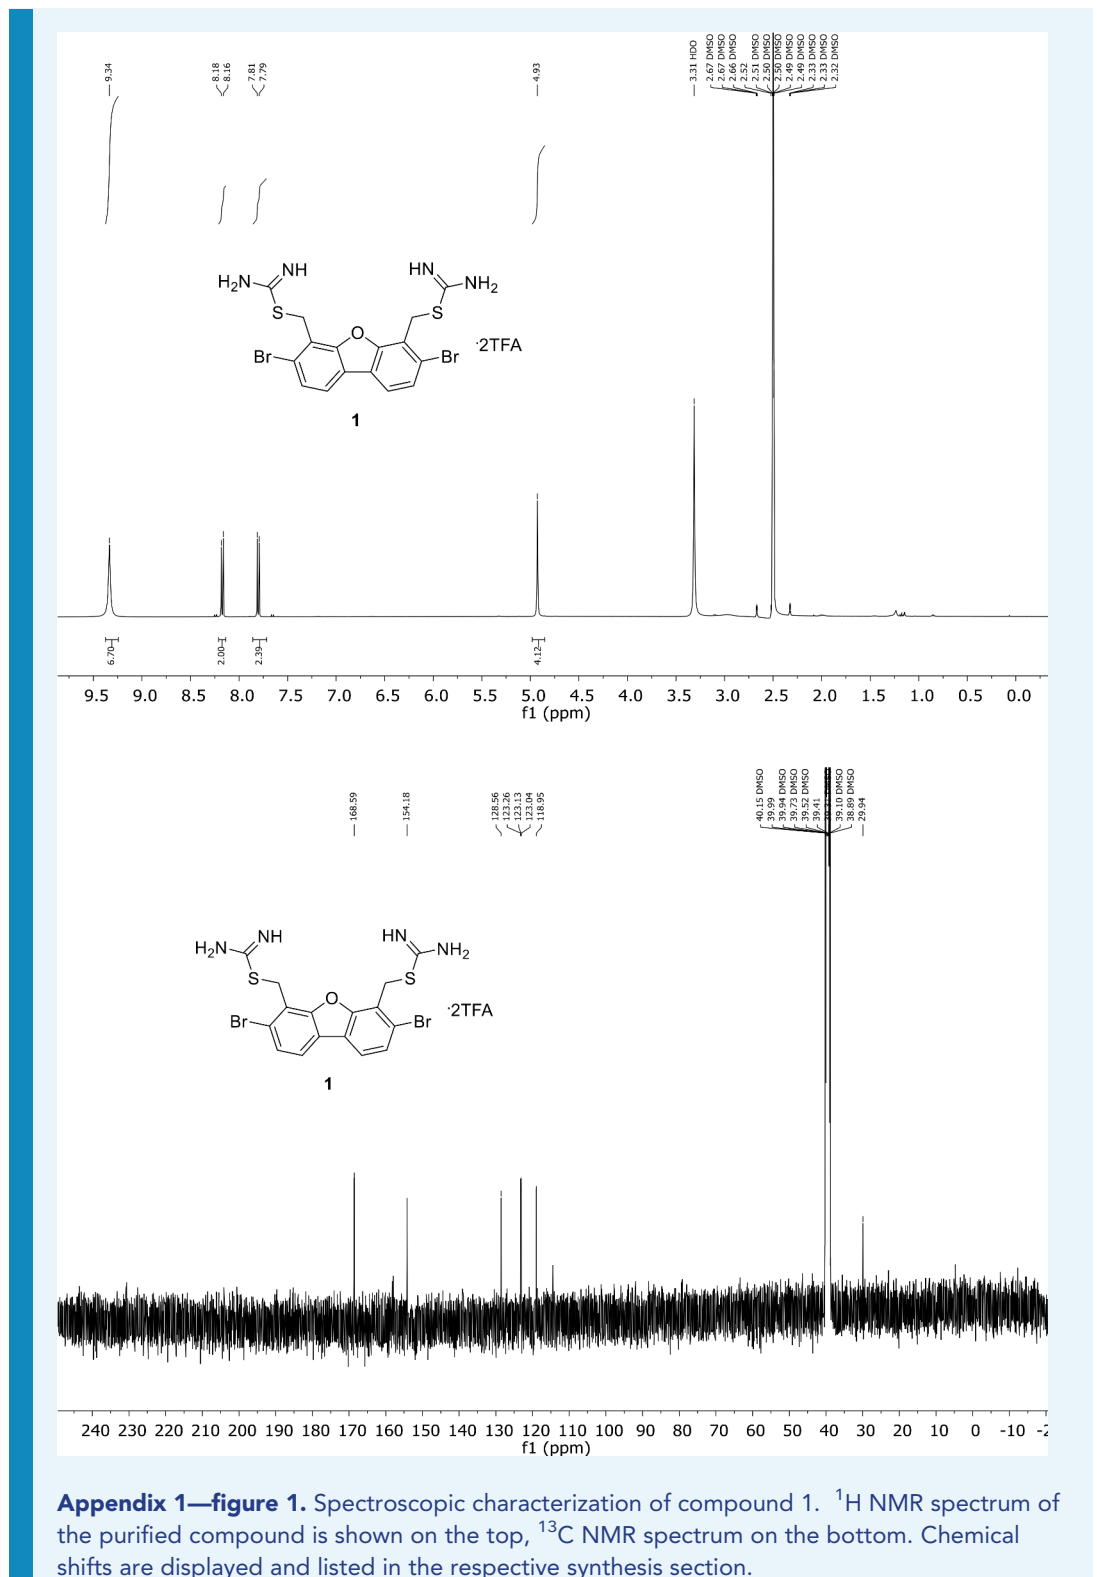 9.34
8.18
8.16
7.81
7.79
4.93
3.31 HDO
2.67 DMSO
2.67 DMSO
2.66 DMSO
2.52
2.51 DMSO
2.50 DMSO
2.50 DMSO
2.49 DMSO
2.49 DMSO
2.33 DMSO
2.33 DMSO
2.32 DMSO
H2N NH HN NH2
S S
O
Br Br ·2TFA
1
6.70 2.00 2.39 4.12
9.5 9.0 8.5 8.0 7.5 7.0 6.5 6.0 5.5 5.0 4.5 4.0 3.5 3.0 2.5 2.0 1.5 1.0 0.5 0.0
f1 (ppm)
168.59
154.18
128.56
123.26
123.13
123.04
118.95
40.15 DMSO
39.99
39.94 DMSO
39.73 DMSO
39.52 DMSO
39.41
39.10 DMSO
38.89 DMSO
29.94
H2N NH HN NH2
S S
O
Br Br ·2TFA
1
240 230 220 210 200 190 180 170 160 150 140 130 120 110 100 90 80 70 60 50 40 30 20 10 0 -10
f1 (ppm)
Appendix 1—figure 1. Spectroscopic characterization of compound 1. 1H NMR spectrum of
the purified compound is shown on the top, 13C NMR spectrum on the bottom. Chemical
shifts are displayed and listed in the respective synthesis section.